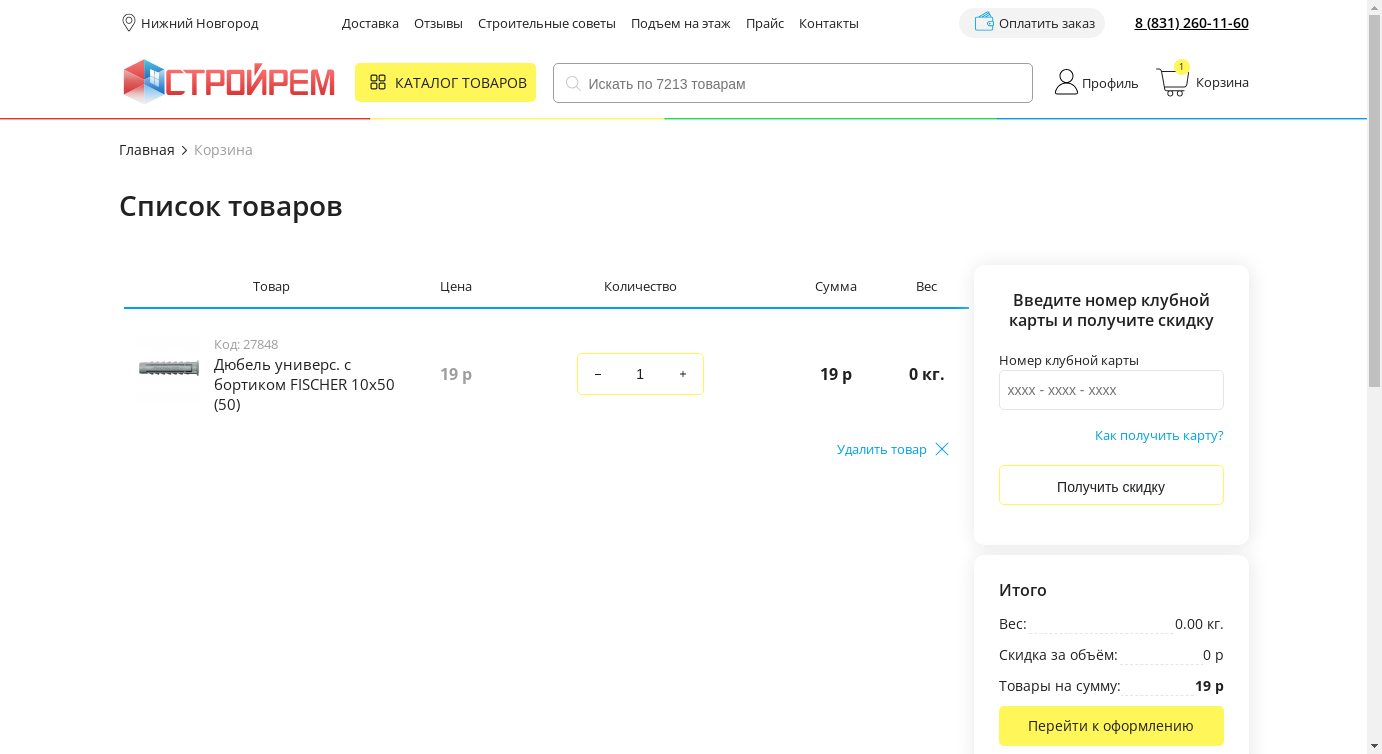 Нижний Новгород
Доставка Отзывы Строительные советы Подъем на этаж Прайс Контакты
Оплатить заказ
8 (831) 260-11-60
СТРОЙРЕМ
КАТАЛОГ ТОВАРОВ
Искать по 7213 товарам
Профиль
1
Корзина
Главная Корзина
Список товаров
Товар Цена Количество Сумма Вес
Код: 27848
Дюбель универс. с
бортиком FISCHER 10х50
(50)
19 р
− 1 +
19 р
0 кг.
Удалить товар
Введите номер клубной
карты и получите скидку
Номер клубной карты
xxxx - xxxx - xxxx
Как получить карту?
Получить скидку
Итого
Вес: 0.00 кг.
Скидка за объём: 0 р
Товары на сумму: 19 р
Перейти к оформлению